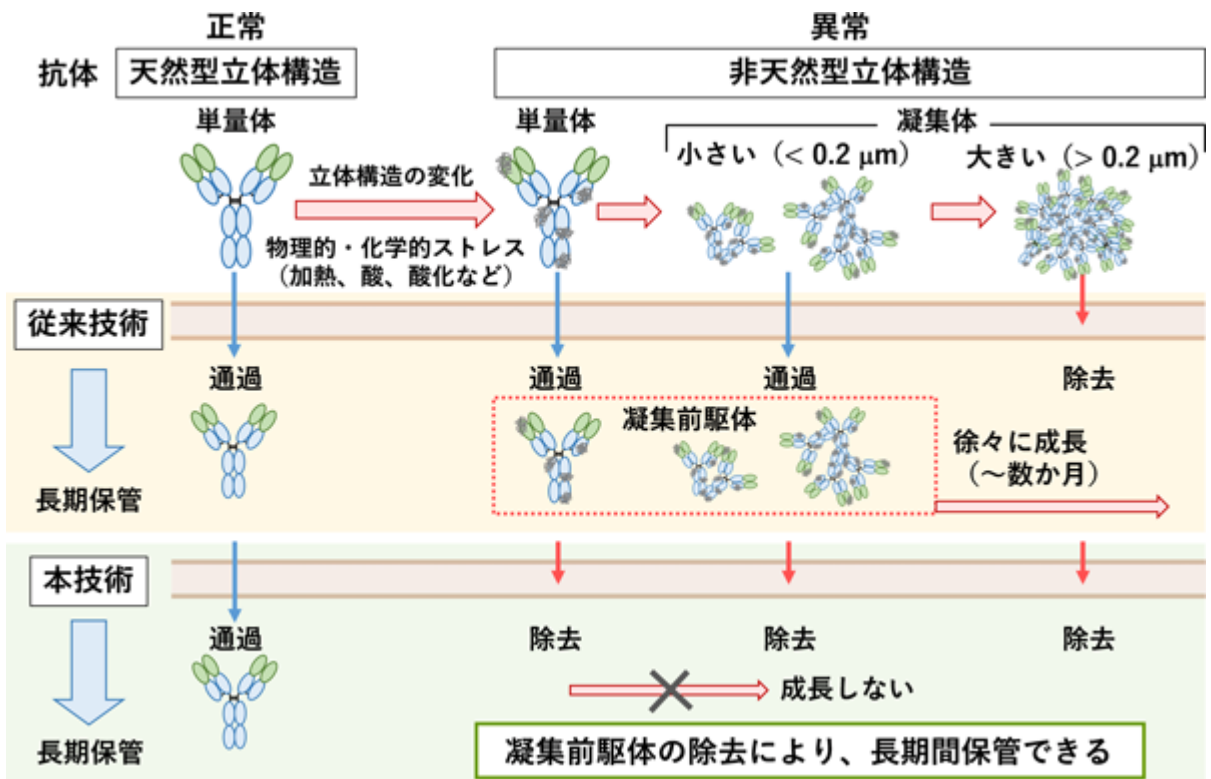 正常
異常
抗体
天然型立体構造
非天然型立体構造
単量体
単量体
凝集体
小さい（< 0.2 μm）
大きい（> 0.2 μm）
立体構造の変化
物理的・化学的ストレス
（加熱、酸、酸化など）
従来技術
通過
通過
通過
除去
凝集前駆体
徐々に成長
（～数か月）
長期保管
本技術
通過
除去
除去
除去
成長しない
長期保管
凝集前駆体の除去により、長期間保管できる